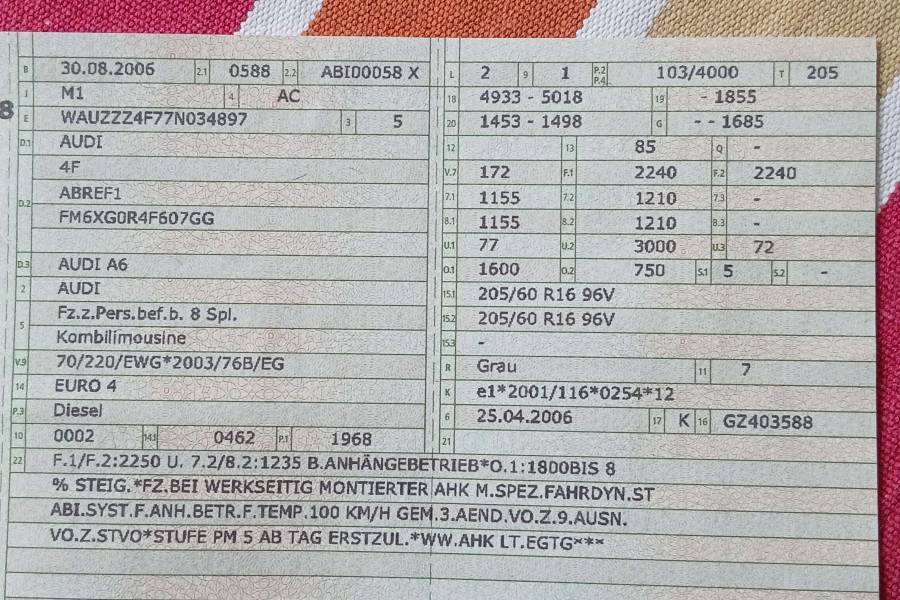 8
B 30.08.2006 2.1 0588 2.2 ABI00058 X
J M1 4 AC
E WAUZZZ4F77N034897 3 5
D.1 AUDI
D.2 4F
ABREF1
FM6XG0R4F607GG
D.3 AUDI A6
2 AUDI
5 Fz.z.Pers.bef.b. 8 Spl.
Kombilimousine
V.9 70/220/EWG*2003/76B/EG
14 EURO 4
P.3 Diesel
10 0002 14.1 0462 P.1 1968
L 2 9 1 P.2 P.4 103/4000 T 205
18 4933 - 5018 19 - 1855
20 1453 - 1498 G - - 1685
12 13 85 Q -
V.7 172 F.1 2240 F.2 2240
7.1 1155 7.2 1210 7.3 -
8.1 1155 8.2 1210 8.3 -
U.1 77 U.2 3000 U.3 72
O.1 1600 O.2 750 S.1 5 S.2 -
15.1 205/60 R16 96V
15.2 205/60 R16 96V
15.3 -
R Grau 11 7
K e1*2001/116*0254*12
6 25.04.2006 17 K 16 GZ403588
21
22 F.1/F.2:2250 U. 7.2/8.2:1235 B.ANHÄNGEBETRIEB*O.1:1800BIS 8
% STEIG.*FZ.BEI WERKSEITIG MONTIERTER AHK M.SPEZ.FAHRDYN.ST
ABI.SYST.F.ANH.BETR.F.TEMP.100 KM/H GEM.3.AEND.VO.Z.9.AUSN.
VO.Z.STVO*STUFE PM 5 AB TAG ERSTZUL.*WW.AHK LT.EGTG***